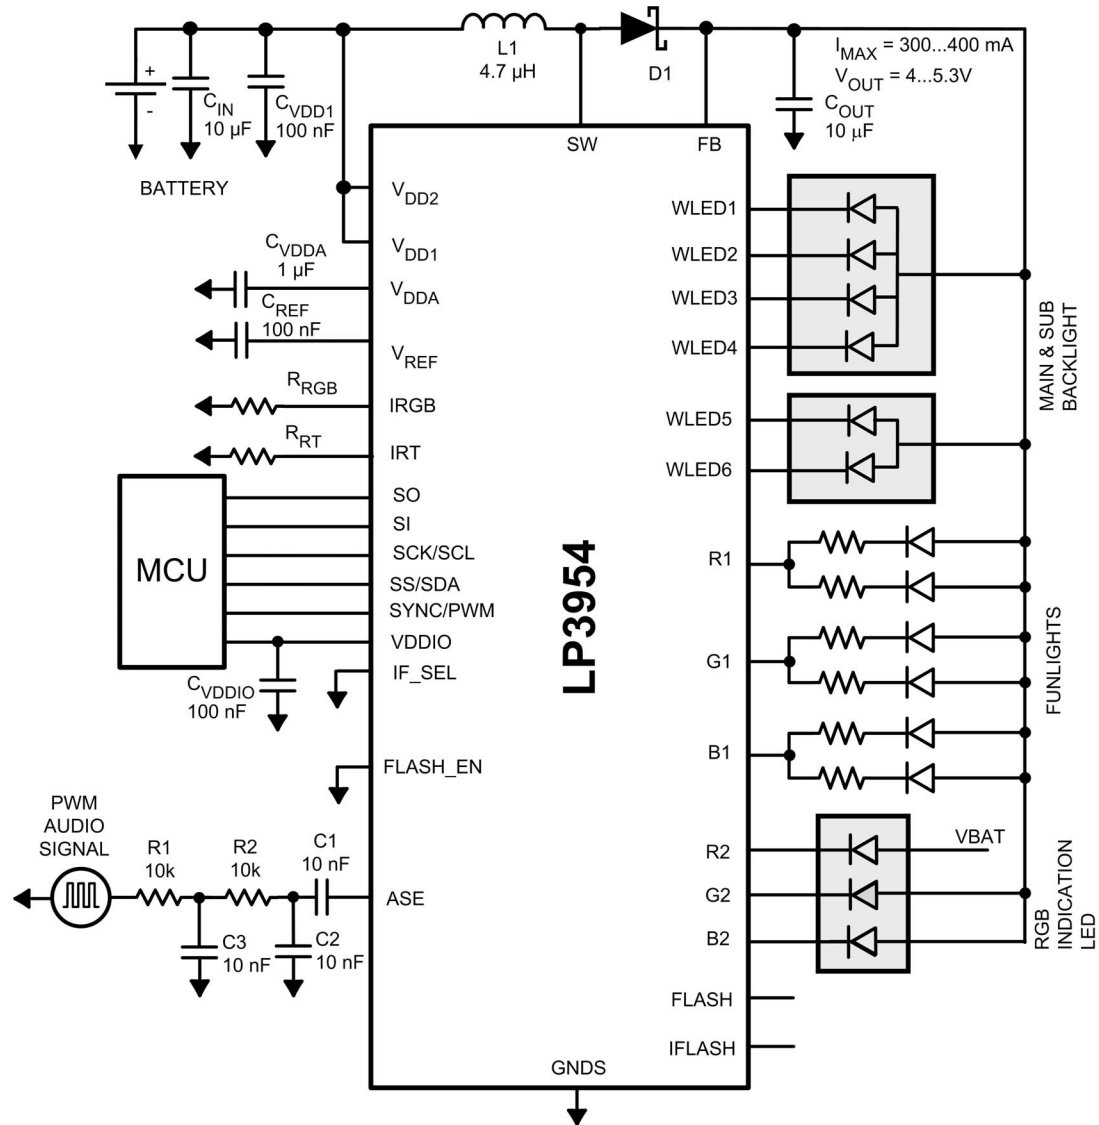 L1
4.7 µH
D1
IMAX = 300...400 mA
VOUT = 4...5.3V
+
-
CIN
10 µF
CVDD1
100 nF
COUT
10 µF
BATTERY
SW
FB
VDD2
VDD1
CVDDA
1 µF
VDDA
CREF
100 nF
VREF
RRGB
IRGB
RRT
IRT
MCU
SO
SI
SCK/SCL
SS/SDA
SYNC/PWM
VDDIO
IF_SEL
CVDDIO
100 nF
FLASH_EN
PWM
AUDIO
SIGNAL
R1
10k
R2
10k
C1
10 nF
ASE
C3
10 nF
C2
10 nF
LP3954
GNDS
WLED1
WLED2
WLED3
WLED4
MAIN & SUB
BACKLIGHT
WLED5
WLED6
R1
G1
B1
FUNLIGHTS
R2
VBAT
G2
B2
RGB
INDICATION
LED
FLASH
IFLASH